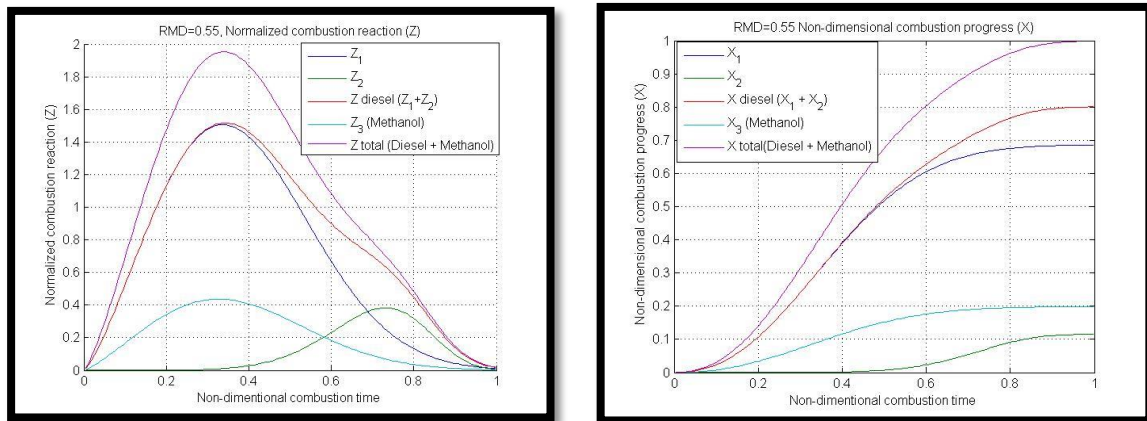 RMD=0.55, Normalized combustion reaction (Z)
2
1.8
1.6
1.4
1.2
1
0.8
0.6
0.4
0.2
0
Normalized combustion reaction (Z)
Z1
Z2
Z diesel (Z1+Z2)
Z3 (Methanol)
Z total (Diesel + Methanol)
0 0.2 0.4 0.6 0.8 1
Non-dimentional combustion time
RMD=0.55 Non-dimensional combustion progress (X)
1
0.9
0.8
0.7
0.6
0.5
0.4
0.3
0.2
0.1
0
Non-dimensional combustion progress (X)
X1
X2
X diesel (X1 + X2)
X3 (Methanol)
X total(Diesel + Methanol)
0 0.2 0.4 0.6 0.8 1
Non-dimentional combustion time